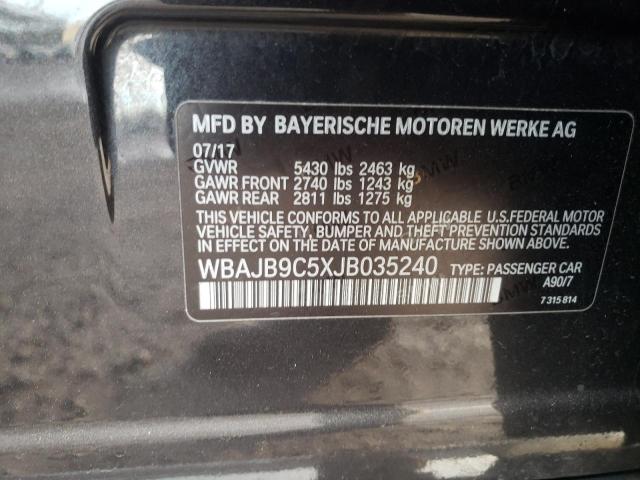 MFD BY BAYERISCHE MOTOREN WERKE AG
07/17
GVWR 5430 lbs 2463 kg
GAWR FRONT 2740 lbs 1243 kg
GAWR REAR 2811 lbs 1275 kg
THIS VEHICLE CONFORMS TO ALL APPLICABLE U.S.FEDERAL MOTOR
VEHICLE SAFETY, BUMPER AND THEFT PREVENTION STANDARDS
IN EFFECT ON THE DATE OF MANUFACTURE SHOWN ABOVE.
WBAJB9C5XJB035240 TYPE: PASSENGER CAR
A90/7
7 315 814